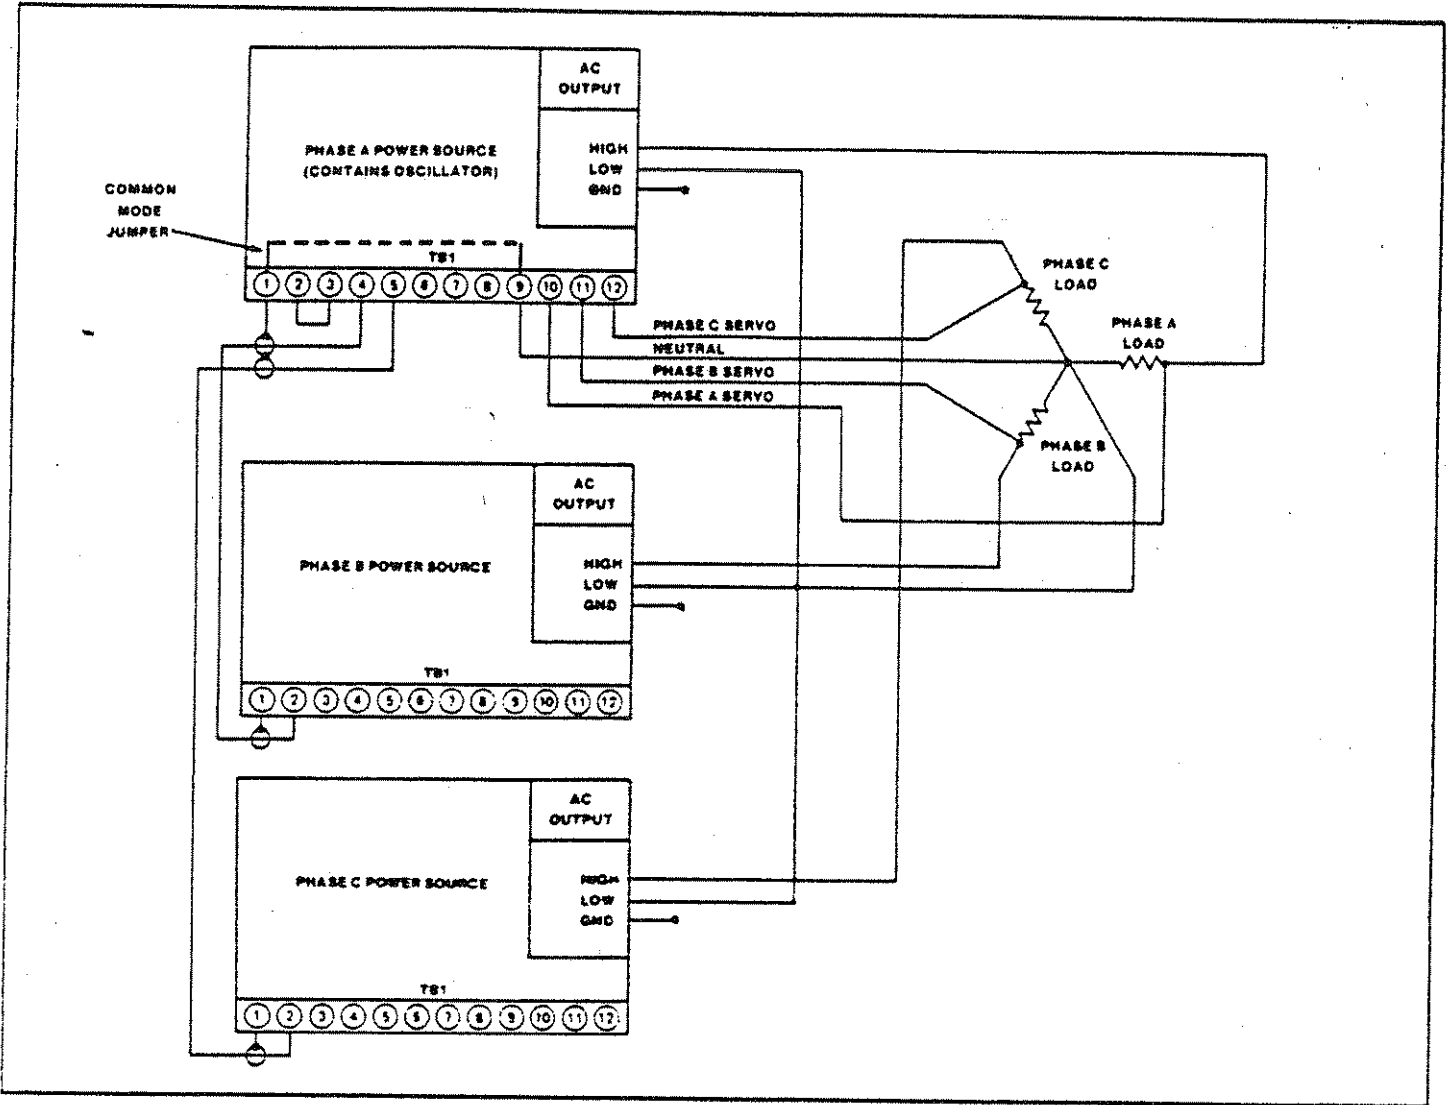 AC
OUTPUT
PHASE A POWER SOURCE
(CONTAINS OSCILLATOR)
HIGH
LOW
GND
COMMON
MODE
JUMPER
TB1
1 2 3 4 5 6 7 8 9 10 11 12
PHASE C SERVO
NEUTRAL
PHASE B SERVO
PHASE A SERVO
PHASE C
LOAD
PHASE A
LOAD
PHASE B
LOAD
AC
OUTPUT
PHASE B POWER SOURCE
HIGH
LOW
GND
TB1
1 2 3 4 5 6 7 8 9 10 11 12
AC
OUTPUT
PHASE C POWER SOURCE
HIGH
LOW
GND
TB1
1 2 3 4 5 6 7 8 9 10 11 12